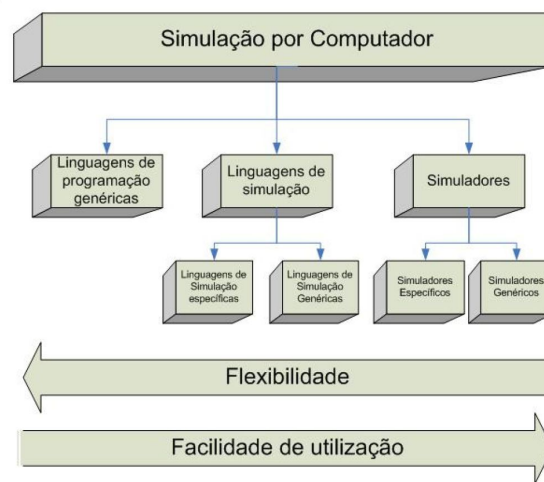 Simulação por Computador
Linguagens de
programação
genéricas
Linguagens de
simulação
Simuladores
Linguagens de
Simulação
específicas
Linguagens de
Simulação
Genéricas
Simuladores
Específicos
Simuladores
Genéricos
Flexibilidade
Facilidade de utilização